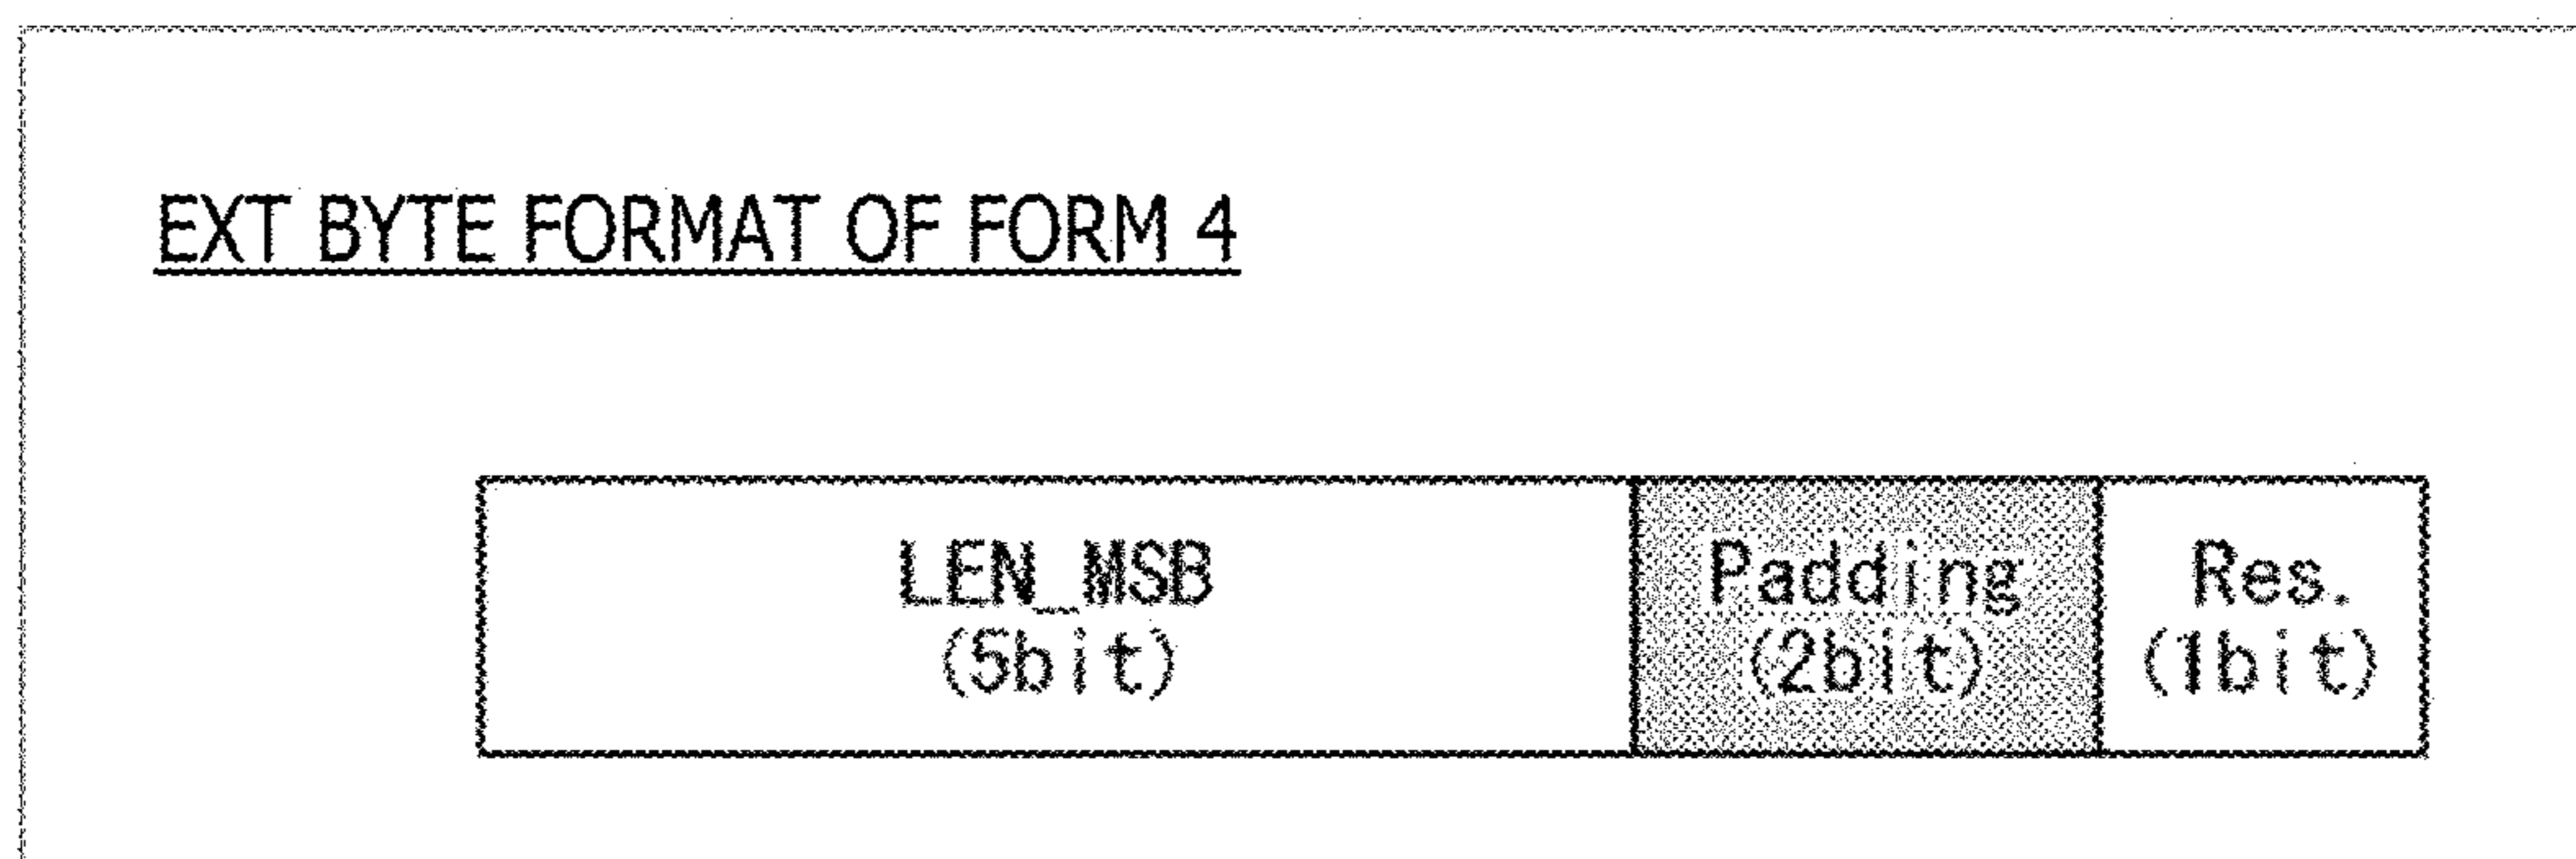 EXT BYTE FORMAT OF FORM 4
LEN_MSB
(5bit)
Padding
(2bit)
Res.
(1bit)